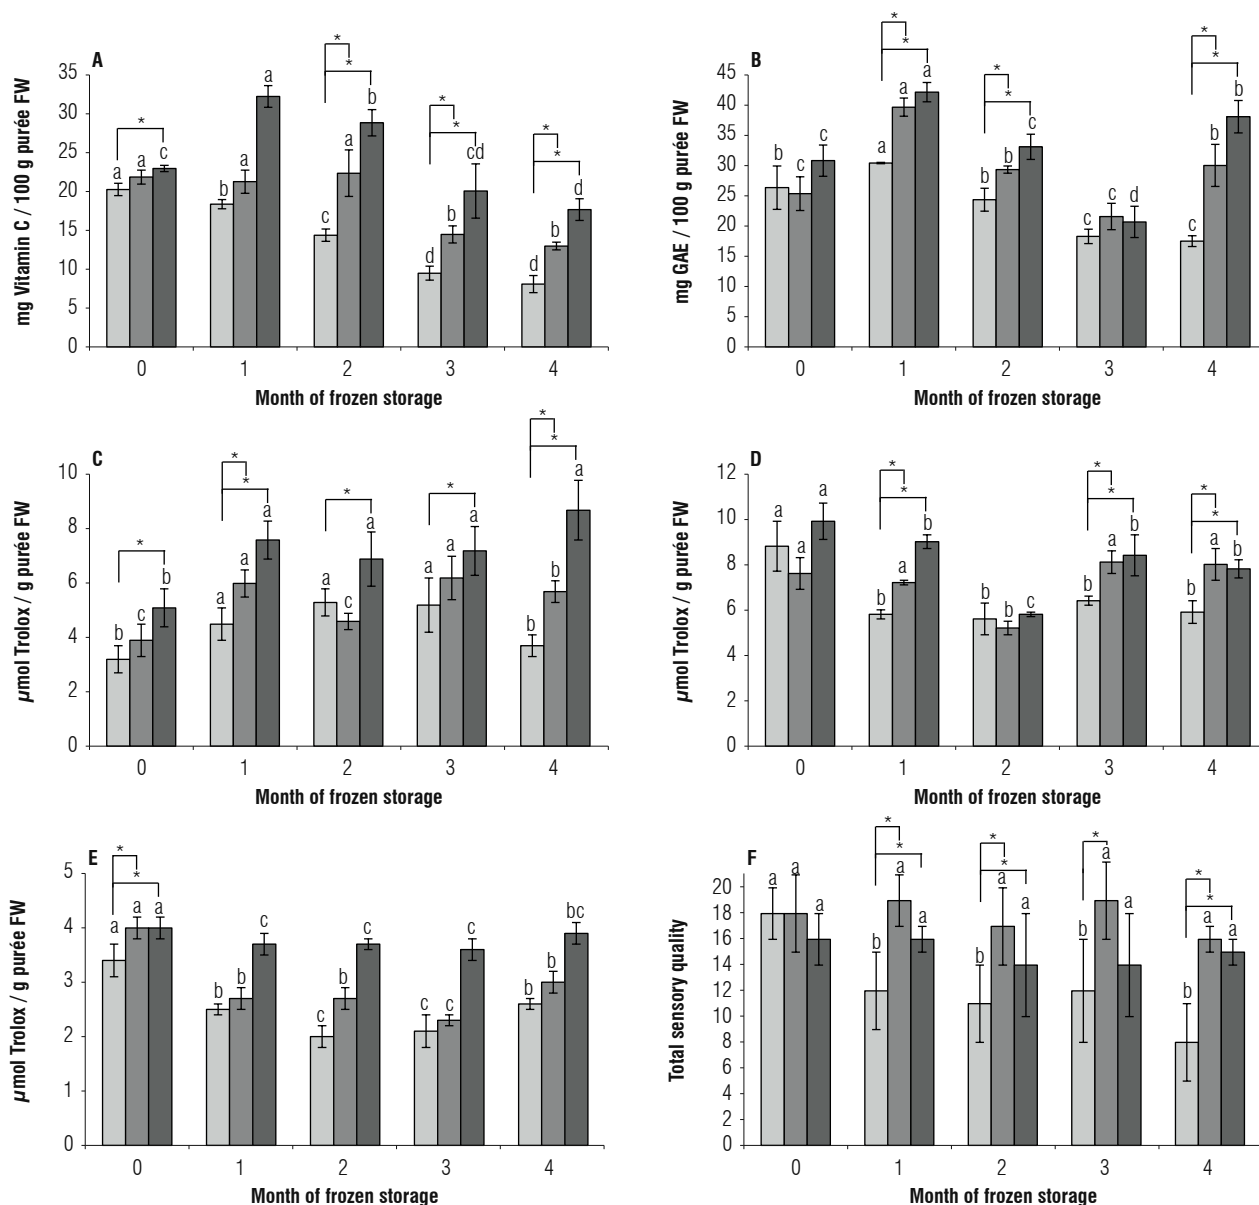 A
35
30
25
20
15
10
5
0
mg Vitamin C / 100 g purée FW
* * * * * * *
a a c b a a c a b d b cd d b d
0 1 2 3 4
Month of frozen storage
B
45
40
35
30
25
20
15
10
5
0
mg GAE / 100 g purée FW
* * * * * *
b c c a a a b b c c c d c b b
0 1 2 3 4
Month of frozen storage
C
10
8
6
4
2
0
µmol Trolox / g purée FW
* * * * * * *
b c b a a a a c a a a a b b a
0 1 2 3 4
Month of frozen storage
D
12
10
8
6
4
2
0
µmol Trolox / g purée FW
* * * * * *
a a a b a b b b c b a b b a b
0 1 2 3 4
Month of frozen storage
E
5
4
3
2
1
0
µmol Trolox / g purée FW
* *
a a a b b c c b c c c c b b bc
0 1 2 3 4
Month of frozen storage
F
20
18
16
14
12
10
8
6
4
2
0
Total sensory quality
* * * * * * *
a a a b a a b a a b a a b a a
0 1 2 3 4
Month of frozen storage